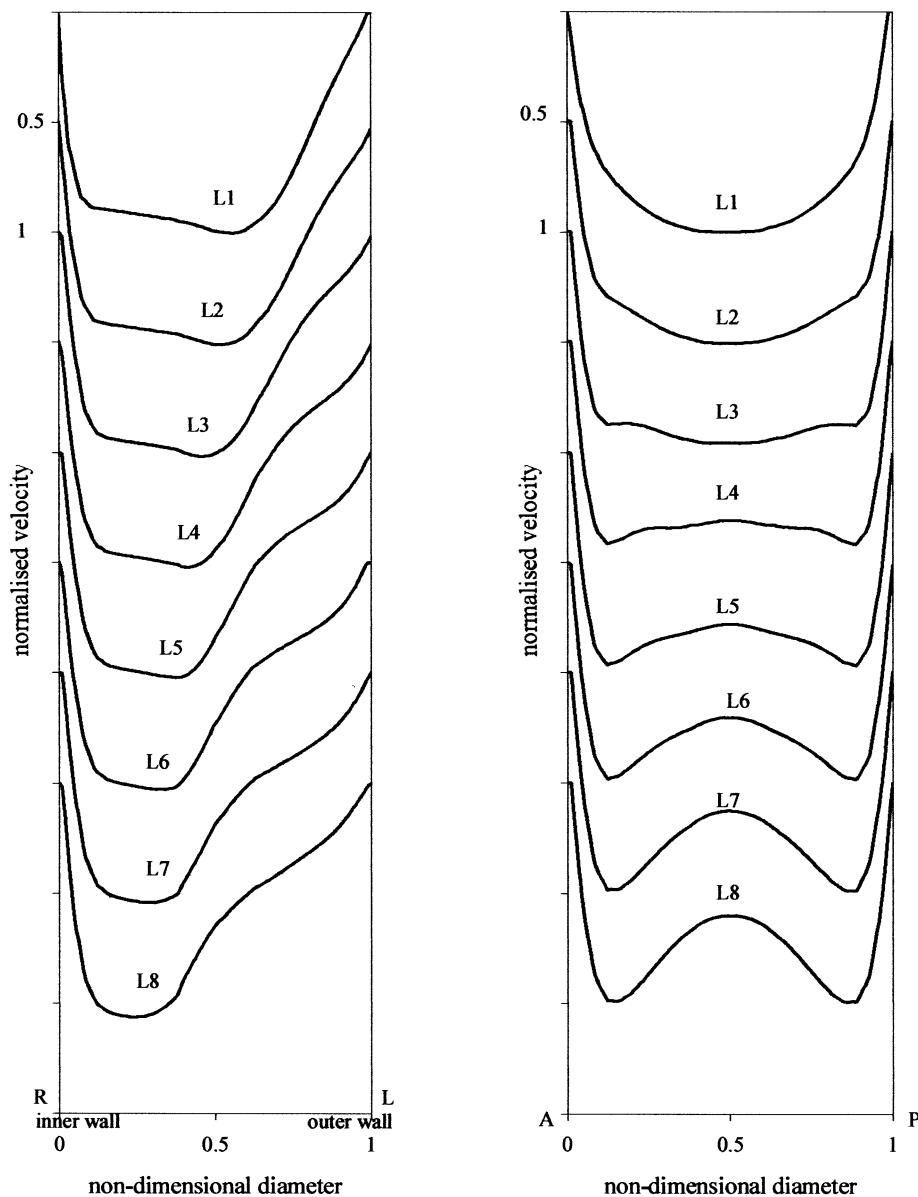 0.5
1
normalised velocity
L1
L2
L3
L4
L5
L6
L7
L8
R
L
inner wall
outer wall
0
0.5
1
non-dimensional diameter
0.5
1
normalised velocity
L1
L2
L3
L4
L5
L6
L7
L8
A
P
0
0.5
1
non-dimensional diameter